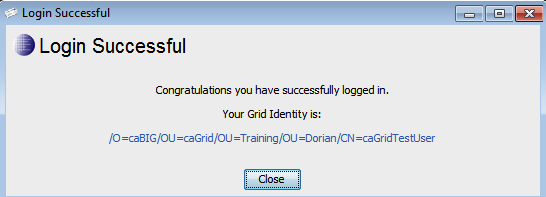 Login Successful
Login Successful
Congratulations you have successfully logged in.
Your Grid Identity is:
/O=caBIG/OU=caGrid/OU=Training/OU=Dorian/CN=caGridTestUser
Close